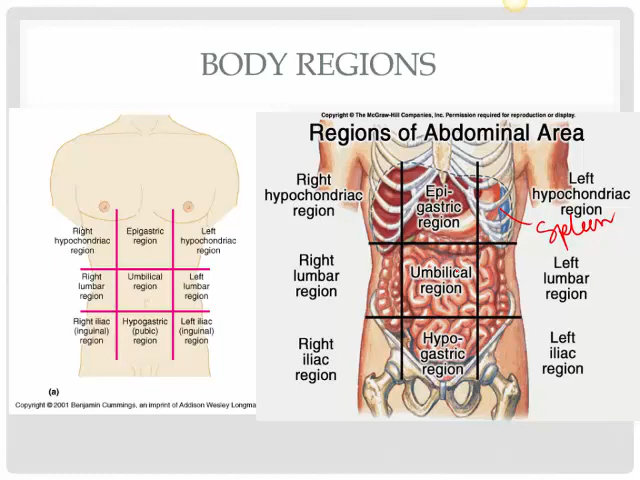 BODY REGIONS
Right
hypochondriac
region
Epigastric
region
Left
hypochondriac
region
Right
lumbar
region
Umbilical
region
Left
lumbar
region
Right iliac
(inguinal)
region
Hypogastric
(pubic)
region
Left iliac
(inguinal)
region
(a)
Copyright © 2001 Benjamin Cummings, an imprint of Addison Wesley Longma
Copyright © The McGraw-Hill Companies, Inc. Permission required for reproduction or display.
Regions of Abdominal Area
Right
hypochondriac
region
Epi-
gastric
region
Left
hypochondriac
region
Spleen
Right
lumbar
region
Umbilical
region
Left
lumbar
region
Right
iliac
region
Hypo-
gastric
region
Left
iliac
region